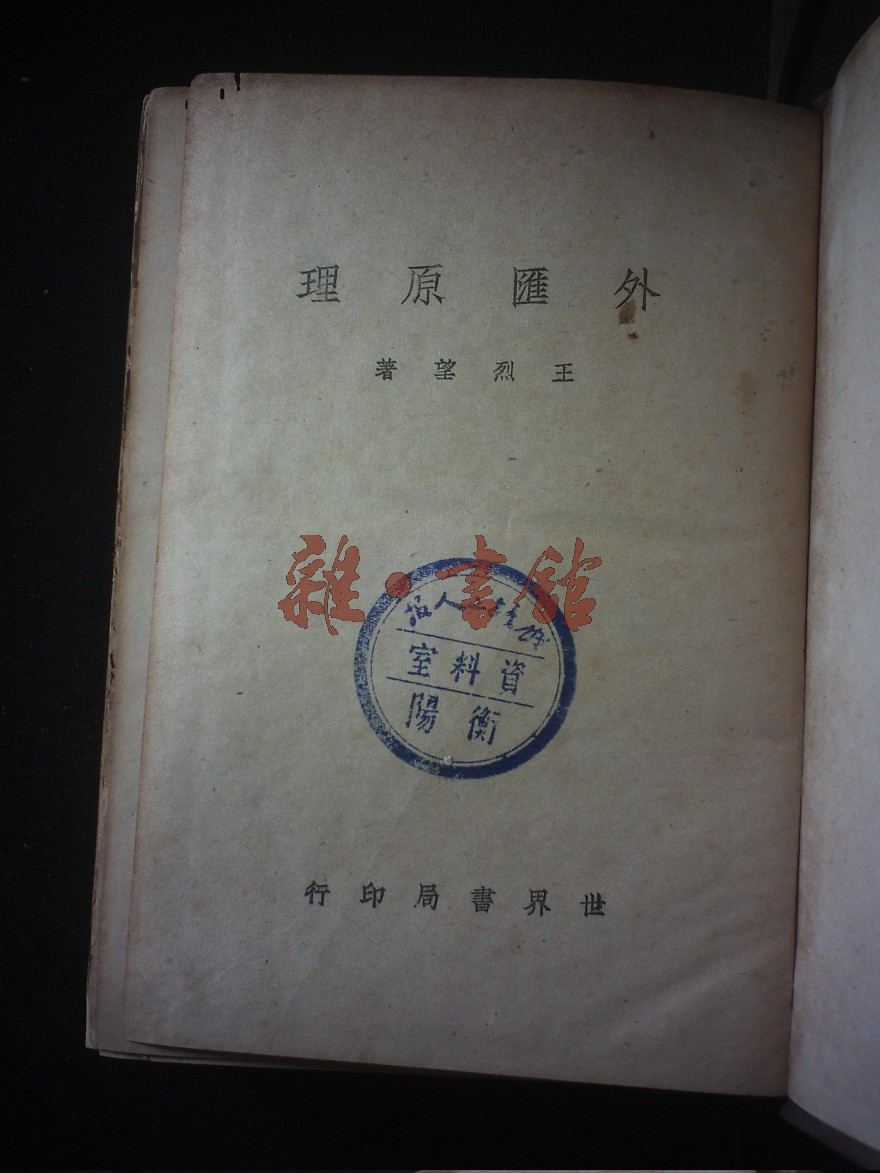 外匯原理
王烈望著
雜·書館
資料室
衡陽
世界書局印行